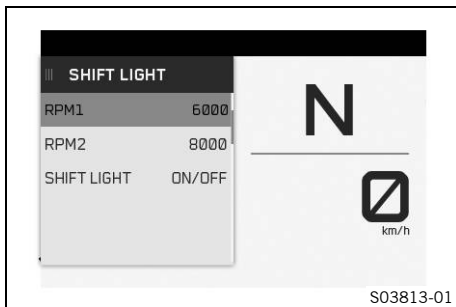 SHIFT LIGHT
RPM1 6000
RPM2 8000
SHIFT LIGHT ON/OFF
N
0
km/h
S03813-01